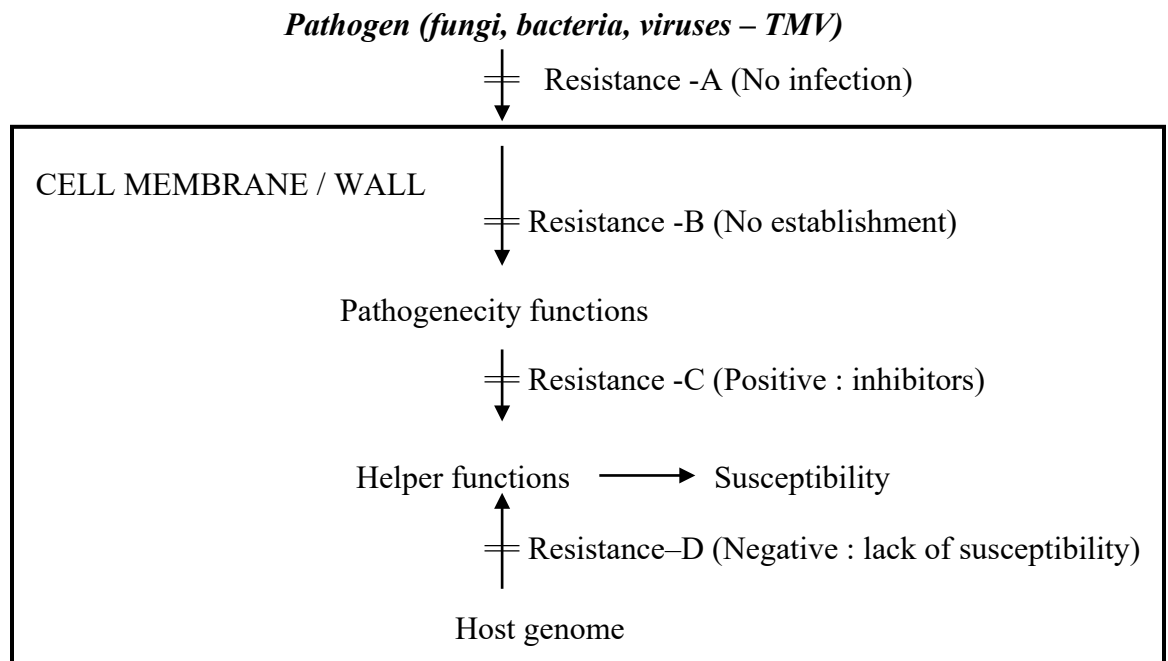 Pathogen (fungi, bacteria, viruses – TMV)
Resistance -A (No infection)
CELL MEMBRANE / WALL
Resistance -B (No establishment)
Pathogenecity functions
Resistance -C (Positive : inhibitors)
Helper functions
Susceptibility
Resistance–D (Negative : lack of susceptibility)
Host genome